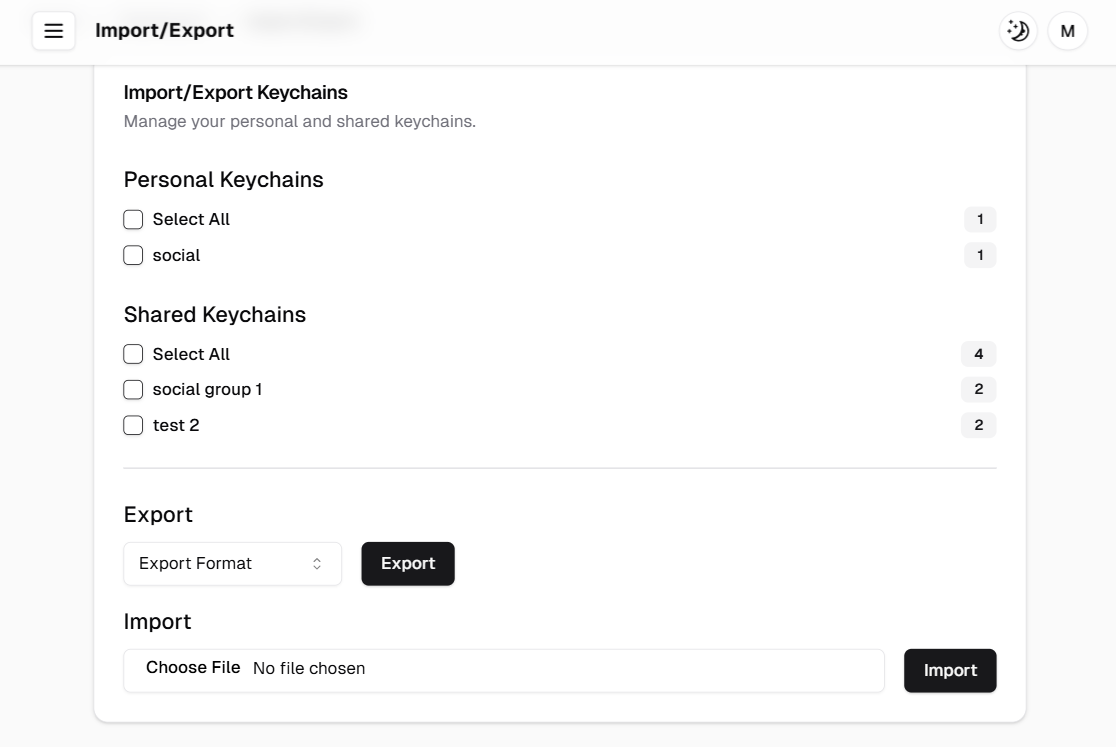 Import/Export
M
Import/Export Keychains
Manage your personal and shared keychains.
Personal Keychains
Select All 1
social 1
Shared Keychains
Select All 4
social group 1 2
test 2 2
Export
Export Format Export
Import
Choose File No file chosen Import